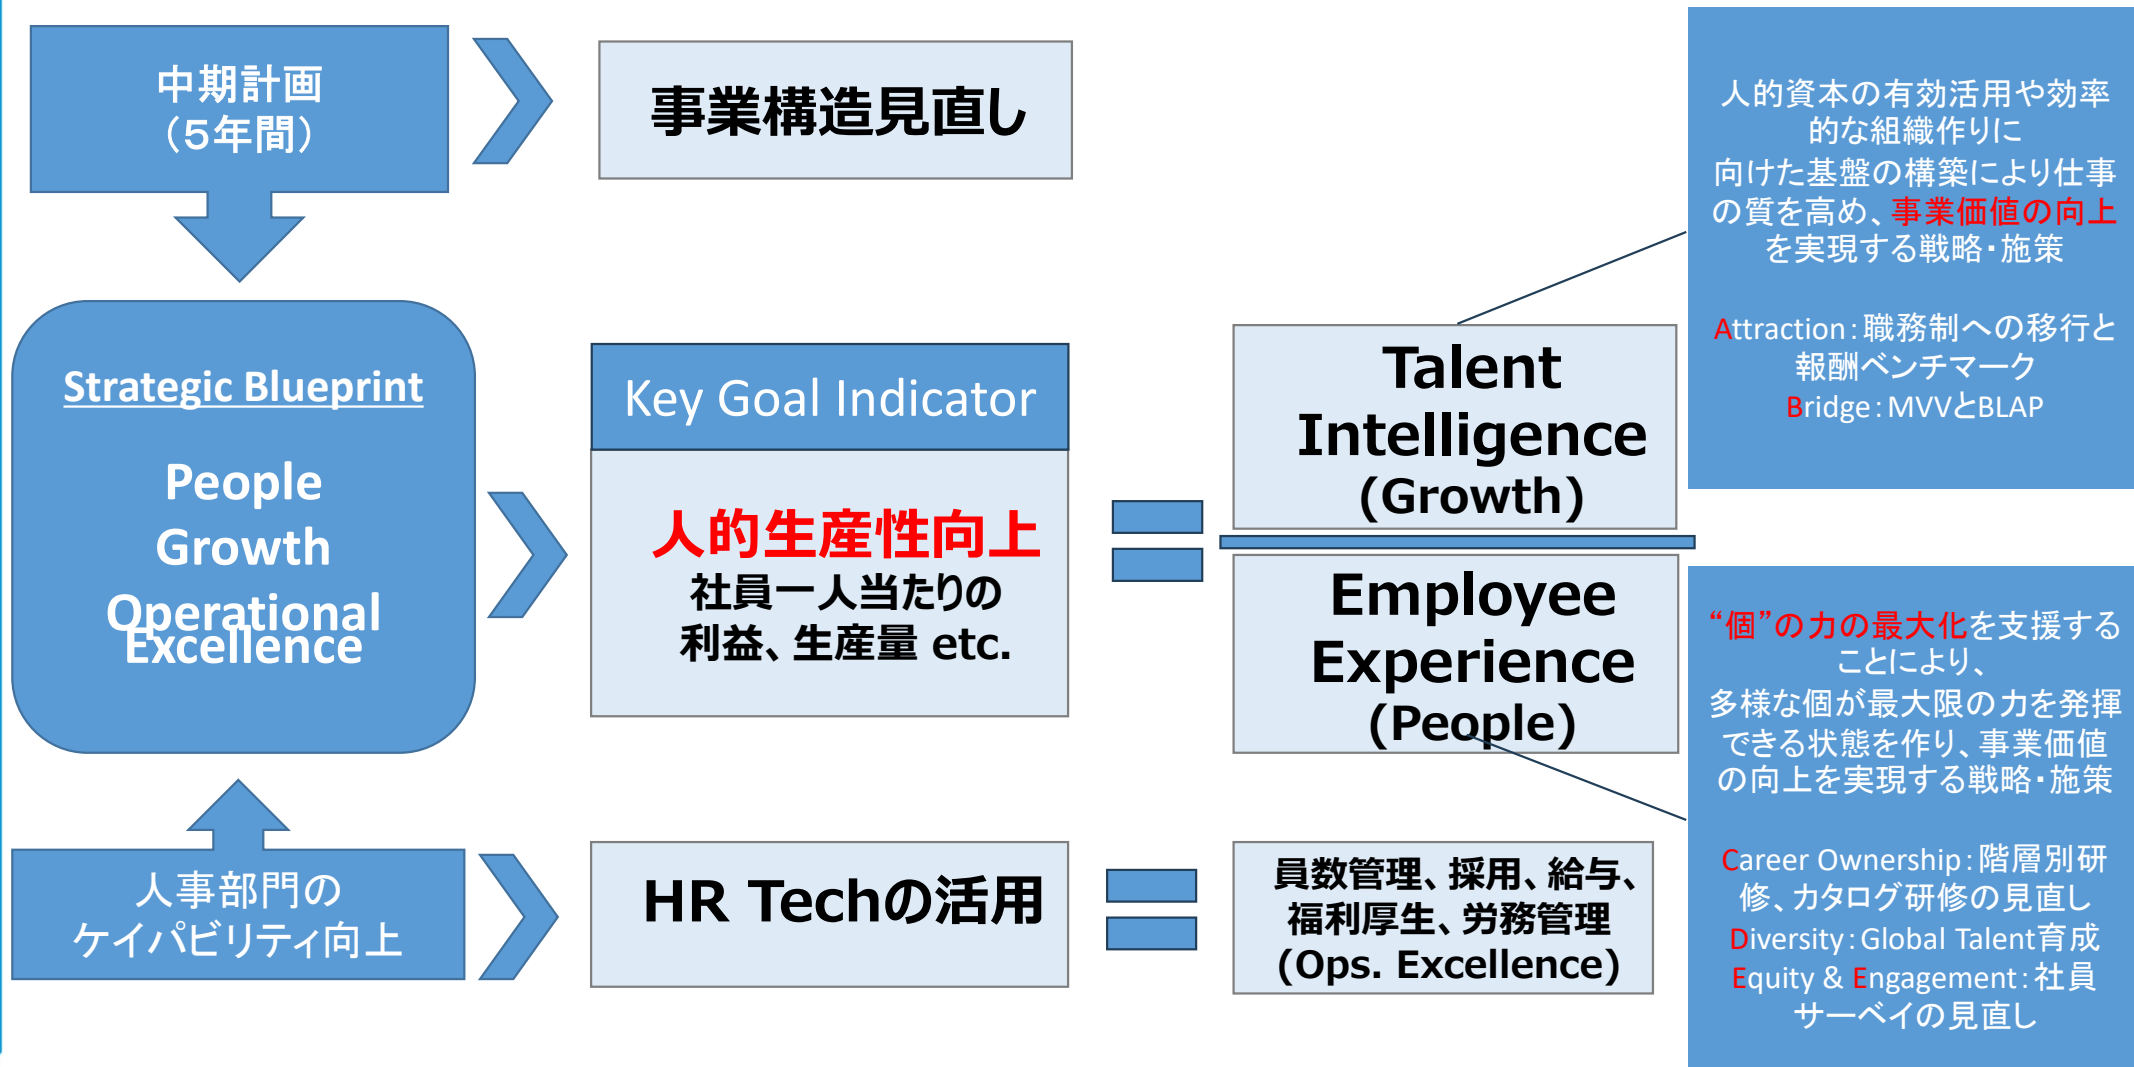 中期計画
（5年間）
事業構造見直し
Strategic Blueprint
People
Growth
Operational
Excellence
Key Goal Indicator
人的生産性向上
社員一人当たりの
利益、生産量 etc.
Talent
Intelligence
(Growth)
Employee
Experience
(People)
人的資本の有効活用や効率
的な組織作りに
向けた基盤の構築により仕事
の質を高め、事業価値の向上
を実現する戦略・施策
Attraction：職務制への移行と
報酬ベンチマーク
Bridge：MVVとBLAP
“個”の力の最大化を支援する
ことにより、
多様な個が最大限の力を発揮
できる状態を作り、事業価値
の向上を実現する戦略・施策
Career Ownership：階層別研
修、カタログ研修の見直し
Diversity：Global Talent育成
Equity & Engagement：社員
サーベイの見直し
人事部門の
ケイパビリティ向上
HR Techの活用
員数管理、採用、給与、
福利厚生、労務管理
(Ops. Excellence)